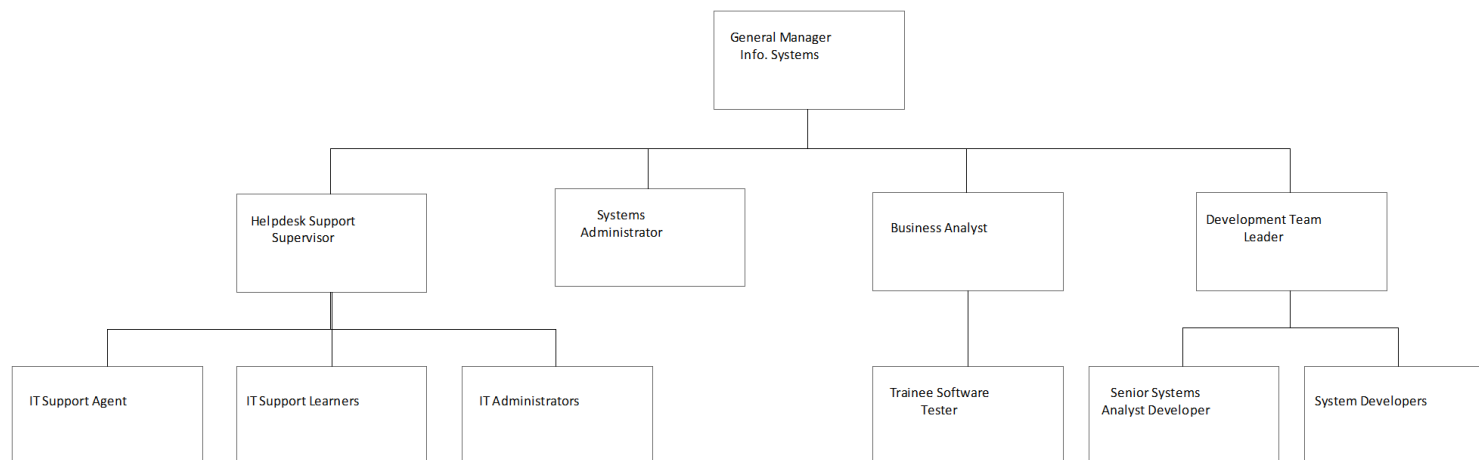 General Manager
Info. Systems
Helpdesk Support
Supervisor
Systems
Administrator
Business Analyst
Development Team
Leader
IT Support Agent
IT Support Learners
IT Administrators
Trainee Software
Tester
Senior Systems
Analyst Developer
System Developers